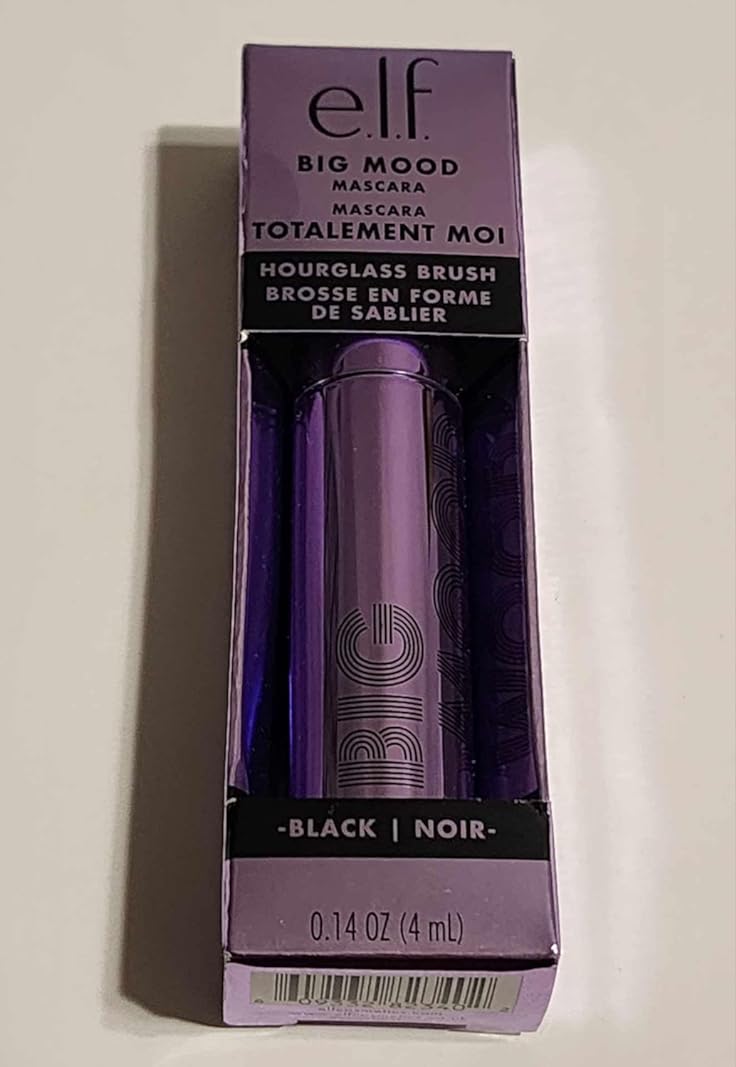 e.l.f.
BIG MOOD
MASCARA
MASCARA
TOTALEMENT MOI
HOURGLASS BRUSH
BROSSE EN FORME
DE SABLIER
BIG
-BLACK | NOIR-
0.14 OZ (4 mL)